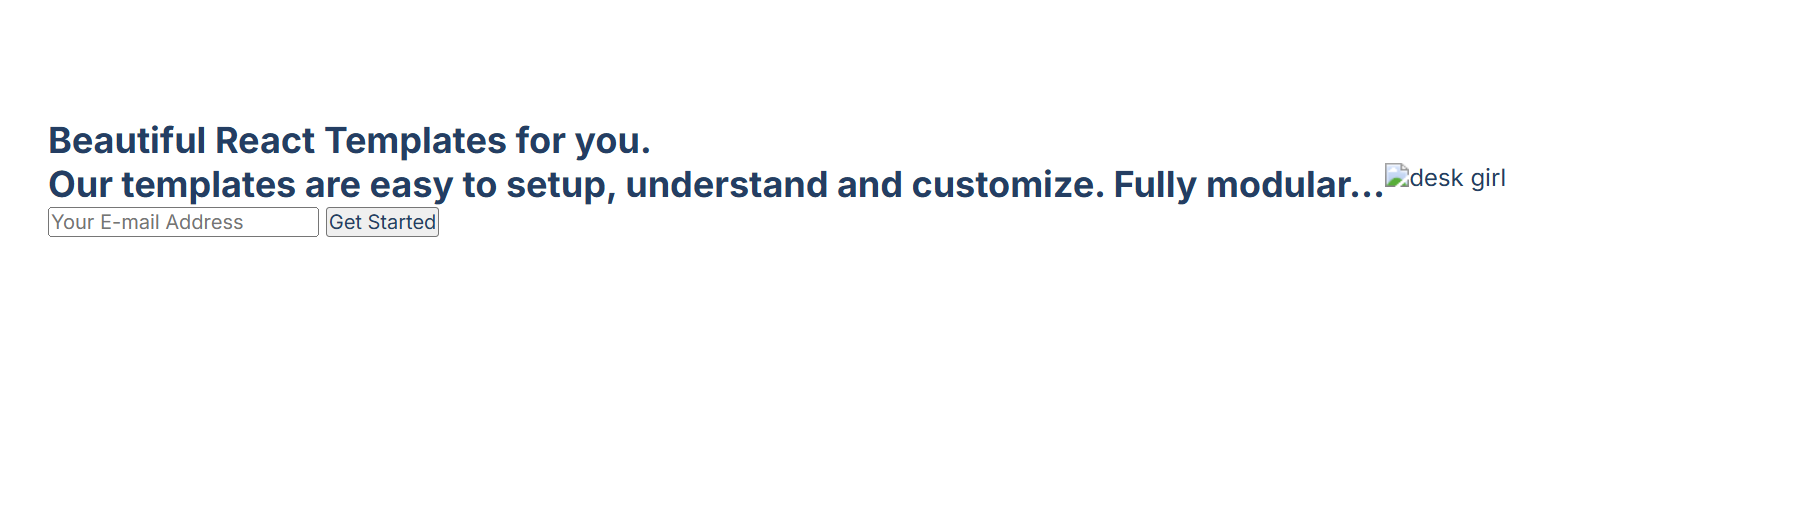 Beautiful React Templates for you.
Our templates are easy to setup, understand and customize. Fully modular...
desk girl
Your E-mail Address
Get Started